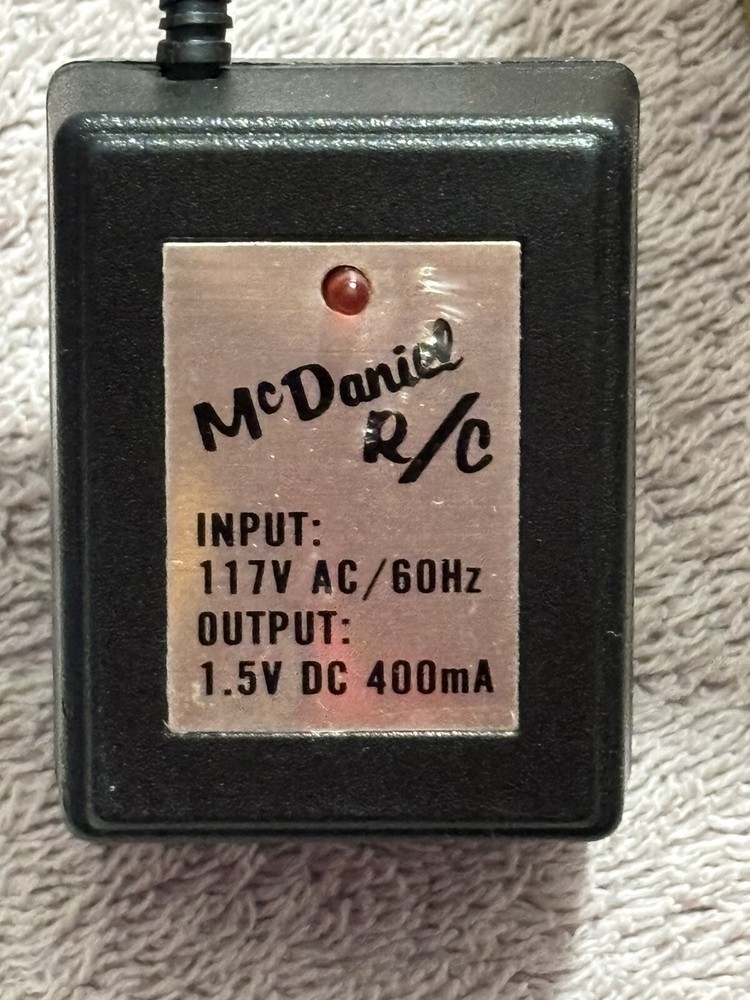 McDaniel
R/C
INPUT:
117V AC/60Hz
OUTPUT:
1.5V DC 400mA